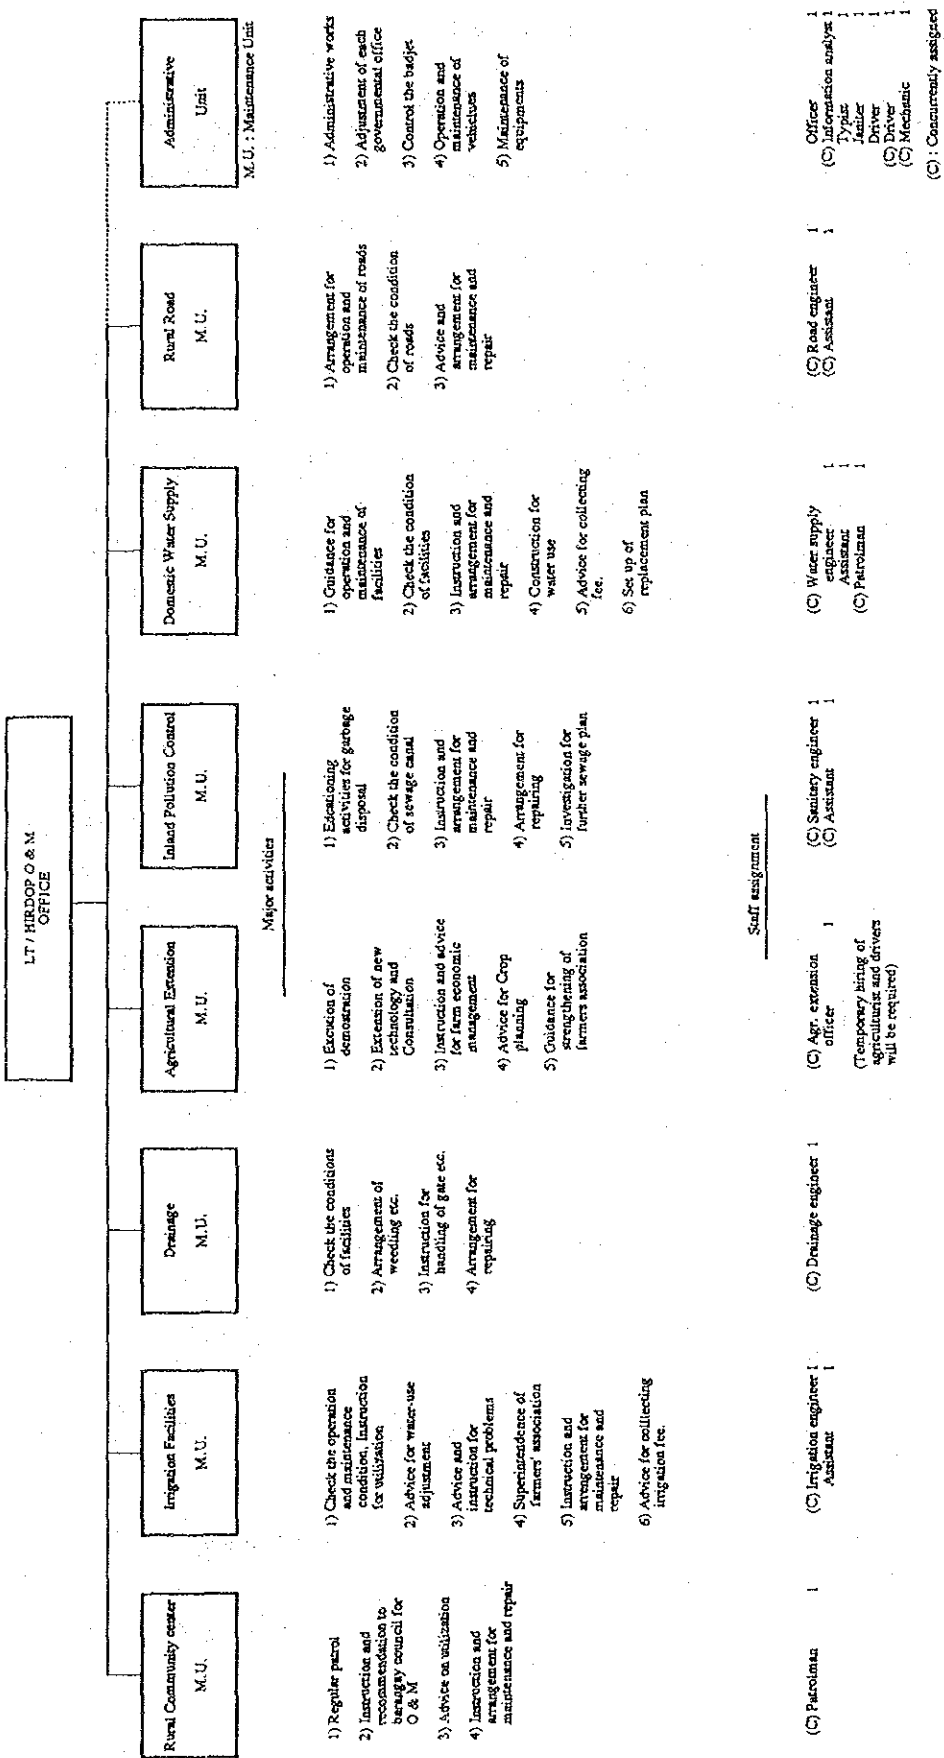 LT / HIRDOP O & M
OFFICE
Rural Community center
M.U.
Irrigation Facilities
M.U.
Drainage
M.U.
Agricultural Extention
M.U.
Inland Pollution Control
M.U.
Domestic Water Supply
M.U.
Rural Road
M.U.
Administrative
Unit
M.U. : Maintenance Unit
Major activities
1) Regular patrol
2) Instruction and
recommendation to
barangay council for
O & M
3) Advice on utilization
4) Instruction and
arrangement for
maintenance and repair
1) Check the operation
and maintenance
condition, Instruction
for utilization
2) Advice for water-use
adjustment
3) Advice and
instruction for
technical problems
4) Superintendence of
farmers' association
5) Instruction and
arrengement for
maintenance and
repair
6) Advice for collecting
irrigation fee.
1) Check the conditions
of facilities
2) Arrangement of
weedling etc.
3) Instruction for
handling of gate etc.
4) Arrangement for
repairing
1) Excution of
demostration
2) Extention of new
technology and
Consultation
3) Instruction and advice
for farm economic
management
4) Advice for Crop
planning
5) Guidance for
strengthening of
farmers association
1) Edcationing
activities for garbage
disposal
2) Check the condition
of sewage canal
3) Instruction and
arrangement for
maintenance and
repair
4) Arrangement for
repairing
5) Investigation for
further sewage plan
1) Guidance for
operation and
maintenance of
facilities
2) Check the condition
of facilities
3) Instruction and
arrangement for
maintenance and
repair
4) Construction for
water use
5) Advice for collecting
fee.
6) Set up of
replacement plan
1) Arrangement for
operation and
maintenance of roads
2) Check the condition
of roads
3) Advice and
arrangement for
maintenance and
repair
1) Administrative works
2) Adjustment of each
governmental office
3) Control the badjet
4) Operation and
maintenance of
vehiclves
5) Maintenance of
equipments
Staff assignment
(C) Patrolman 1
(C) Irrigation engineer 1
Assistant 1
(C) Drainage engineer 1
(C) Agr. extension 1
officer
(Temporary hiring of
agriculturist and drivers
will be required)
(C) Sanitary engineer 1
(C) Assistant 1
(C) Water supply
engineer 1
Assistant 1
(C) Patrolman 1
(C) Road engineer 1
(C) Assistant 1
Officer 1
(C) Information analyst 1
Typist 1
Janiter 1
Driver 1
(C) Driver 1
(C) Mechanic 1
(C) : Concurrently assigned